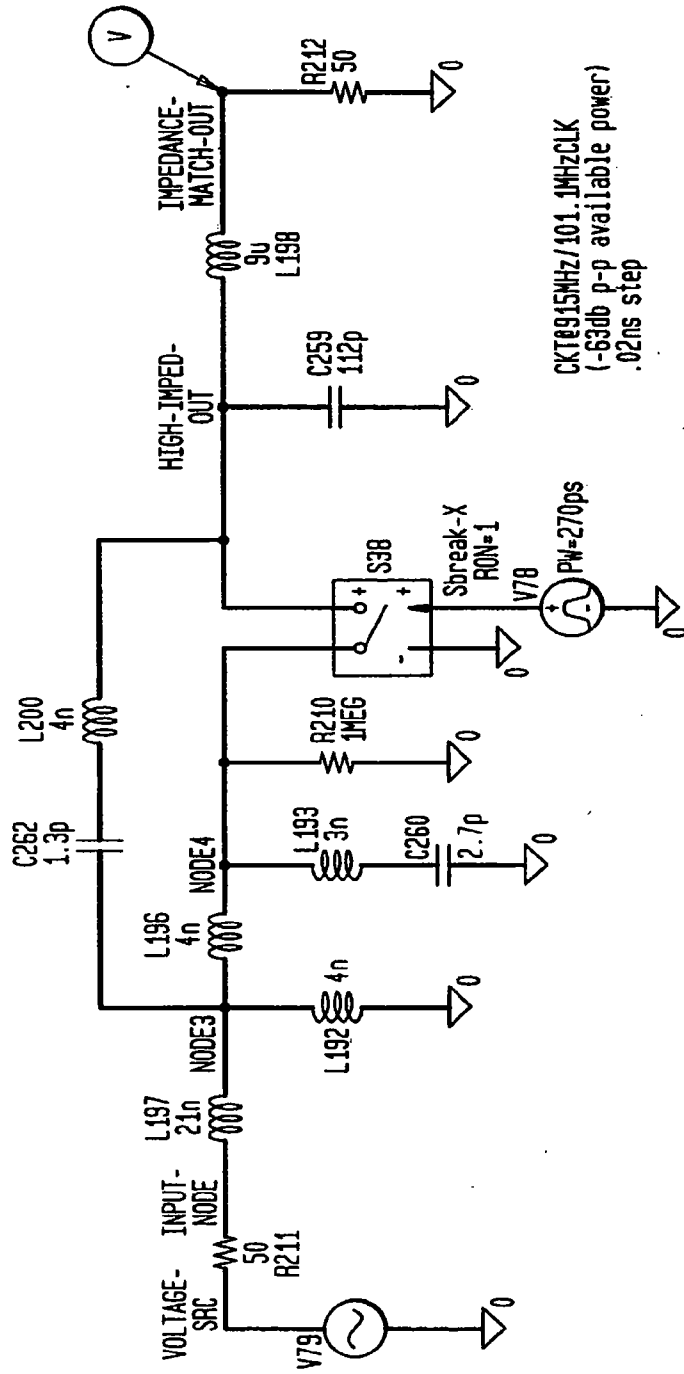 VOLTAGE-
SRC
V79
0
50
R211
INPUT-
NODE
L197
21n
NODE3
4n
L192
0
L196
4n
NODE4
C262
1.3p
L200
4n
L193
3n
C260
2.7p
0
R210
1MEG
0
S38
+
+
-
0
Sbreak-X
RON=1
V78
+
-
PW=270ps
0
HIGH-IMPED-
OUT
C259
112p
0
9u
L198
IMPEDANCE-
MATCH-OUT
V
R212
50
0
CKT@915MHz/101.1MHzCLK
(-63db p-p available power)
.02ns step